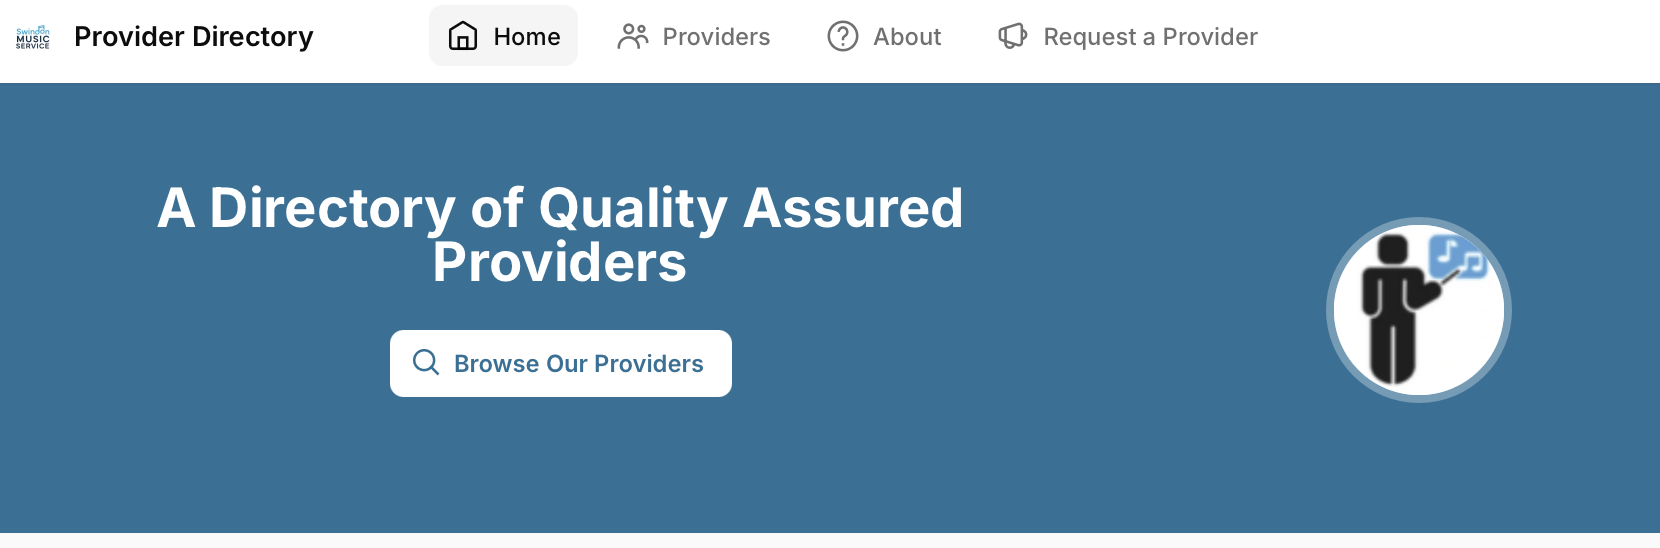 Swindon
MUSIC
SERVICE
Provider Directory
Home
Providers
About
Request a Provider
A Directory of Quality Assured
Providers
Browse Our Providers